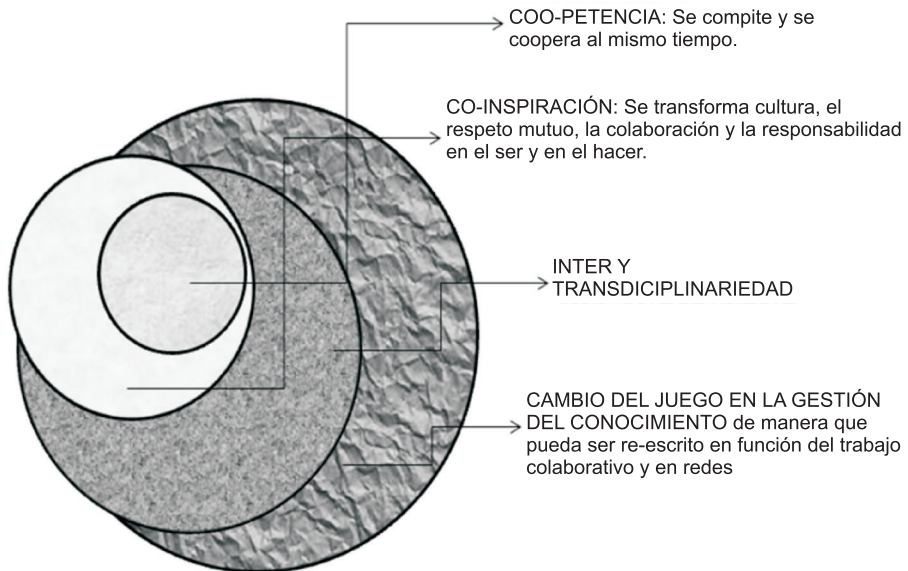 COO-PETENCIA: Se compite y se
coopera al mismo tiempo.
CO-INSPIRACIÓN: Se transforma cultura, el
respeto mutuo, la colaboración y la responsabilidad
en el ser y en el hacer.
INTER Y
TRANSDICIPLINARIEDAD
CAMBIO DEL JUEGO EN LA GESTIÓN
DEL CONOCIMIENTO de manera que
pueda ser re-escrito en función del trabajo
colaborativo y en redes